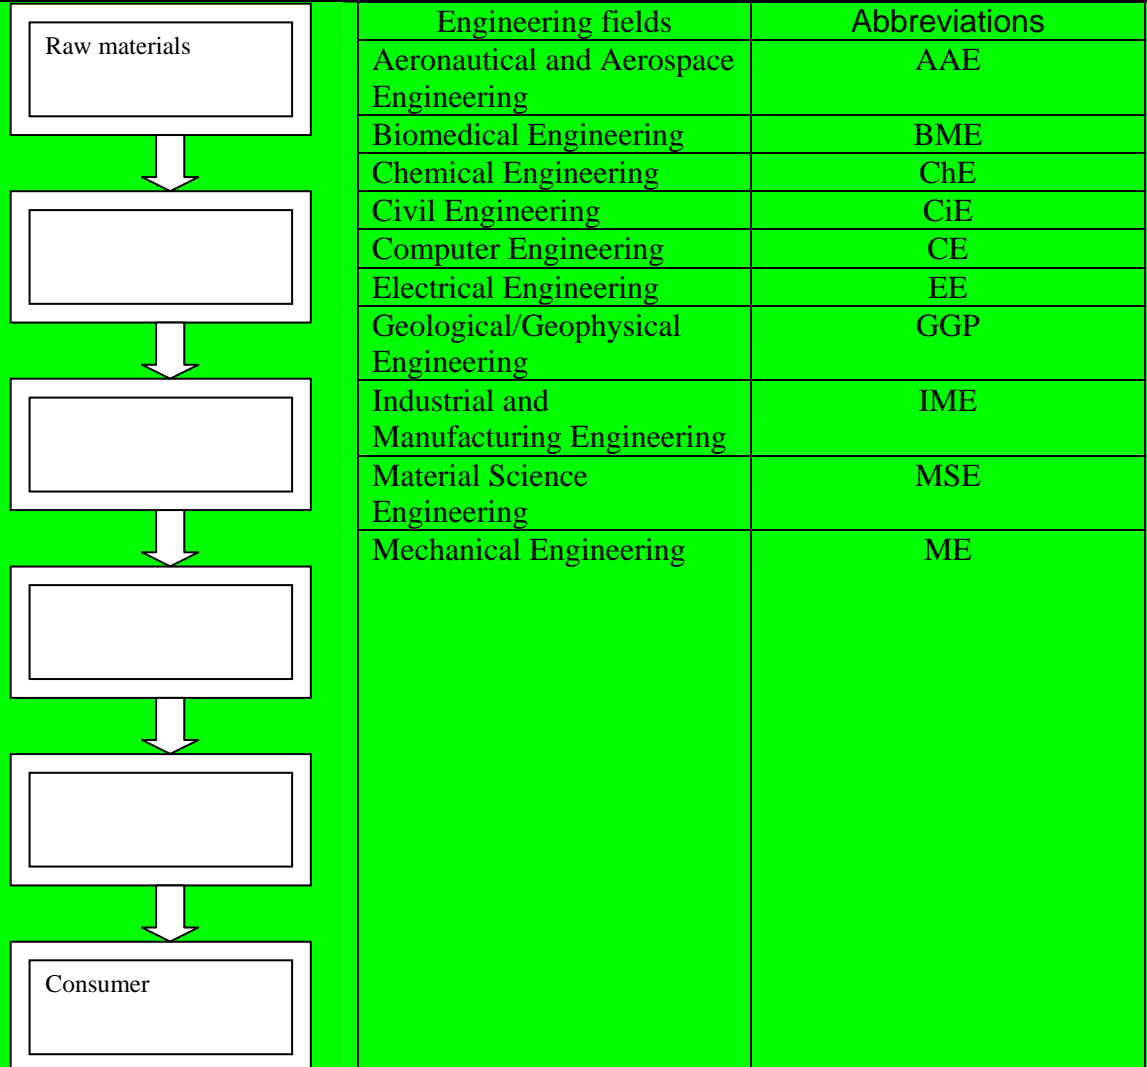 Raw materials
Consumer
Engineering fields Abbreviations
Aeronautical and Aerospace AAE
Engineering
Biomedical Engineering BME
Chemical Engineering ChE
Civil Engineering CiE
Computer Engineering CE
Electrical Engineering EE
Geological/Geophysical GGP
Engineering
Industrial and IME
Manufacturing Engineering
Material Science MSE
Engineering
Mechanical Engineering ME